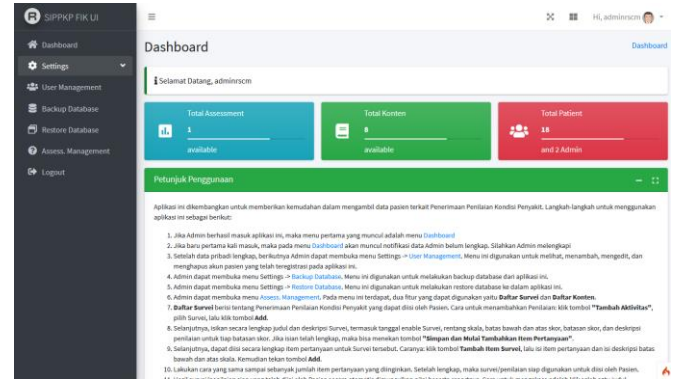 R SIPPKP FIK UI
Hi, adminrscm
Dashboard
Settings
User Management
Backup Database
Restore Database
Assess. Management
Logout
Dashboard
Dashboard
Selamat Datang, adminrscm
Total Assessment
1
available
Total Konten
8
available
Total Patient
18
and 2 Admin
Petunjuk Penggunaan
Aplikasi ini dikembangkan untuk memberikan kemudahan dalam mengambil data pasien terkait Penerimaan Penilaian Kondisi Penyakit. Langkah-langkah untuk menggunakan
aplikasi ini sebagai berikut:
1. Jika Admin berhasil masuk aplikasi ini, maka menu pertama yang muncul adalah menu Dashboard
2. Jika baru pertama kali masuk, maka pada menu Dashboard akan muncul notifikasi data Admin belum lengkap. Silahkan Admin melengkapi
3. Setelah data pribadi lengkap, berikutnya Admin dapat membuka menu Settings -> User Management. Menu ini digunakan untuk melihat, menambah, mengedit, dan
menghapus akun pasien yang telah teregistrasi pada aplikasi ini.
4. Admin dapat membuka menu Settings -> Backup Database. Menu ini digunakan untuk melakukan backup database dari aplikasi ini.
5. Admin dapat membuka menu Settings -> Restore Database. Menu ini digunakan untuk melakukan restore database ke dalam aplikasi ini.
6. Admin dapat membuka menu Assess. Management. Pada menu ini terdapat, dua fitur yang dapat digunakan yaitu Daftar Survei dan Daftar Konten.
7. Daftar Survei berisi tentang Penerimaan Penilaian Kondisi Penyakit yang dapat diisi oleh Pasien. Cara untuk menambahkan Penilaian: klik tombol "Tambah Aktivitas",
pilih Survei, lalu klik tombol Add.
8. Selanjutnya, isikan secara lengkap judul dan deskripsi Survei, termasuk tanggal enable Survei, rentang skala, batas bawah dan atas skor, batasan skor, dan deskripsi
penilaian untuk tiap batasan skor. Jika isian telah lengkap, maka bisa menekan tombol "Simpan dan Mulai Tambahkan Item Pertanyaan".
9. Selanjutnya, dapat diisi secara lengkap item pertanyaan untuk Survei tersebut. Caranya: klik tombol Tambah Item Survei, lalu isi item pertanyaan dan isi deskripsi batas
bawah dan atas skala. Kemudian tekan tombol Add.
10. Lakukan cara yang sama sampai sebanyak jumlah item pertanyaan yang diinginkan. Setelah lengkap, maka survei/penilaian siap digunakan untuk diisi oleh Pasien.